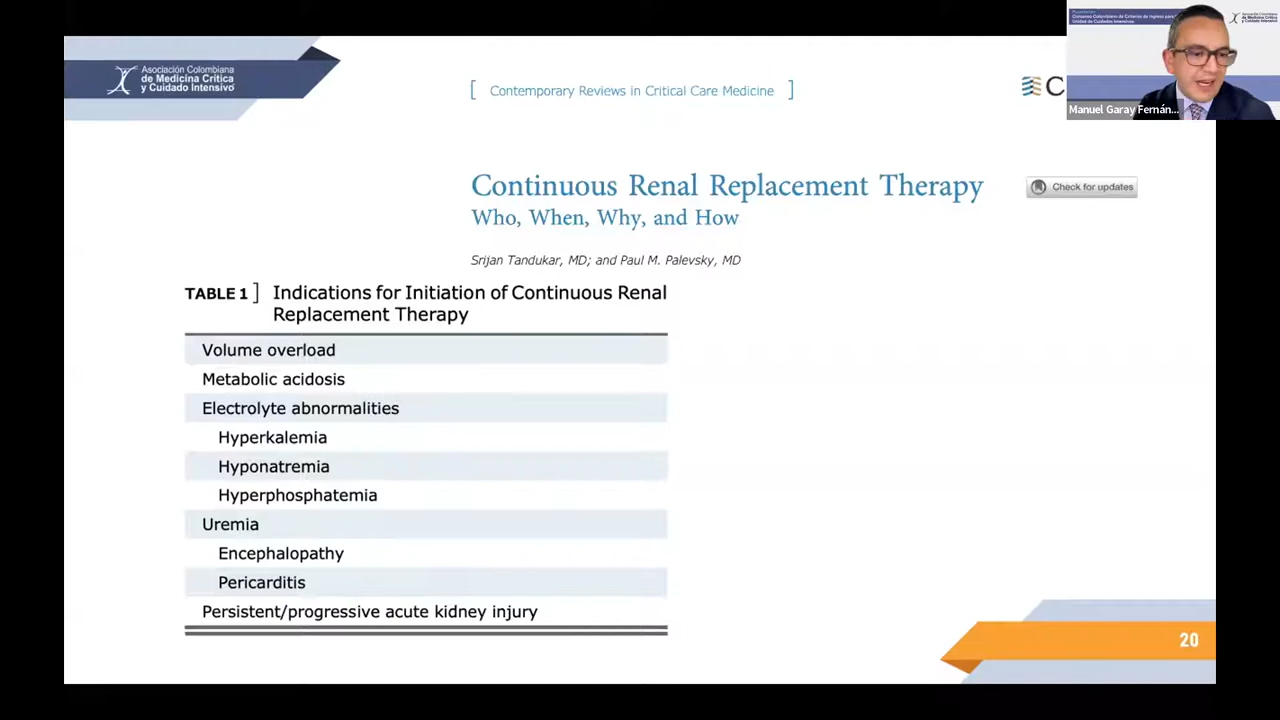 Asociación Colombiana
de Medicina Crítica
y Cuidado Intensivo
[ Contemporary Reviews in Critical Care Medicine ]
C
Manuel Garay Fernán...
Continuous Renal Replacement Therapy
Check for updates
Who, When, Why, and How
Srijan Tandukar, MD; and Paul M. Palevsky, MD
TABLE 1 ] Indications for Initiation of Continuous Renal
Replacement Therapy
Volume overload
Metabolic acidosis
Electrolyte abnormalities
Hyperkalemia
Hyponatremia
Hyperphosphatemia
Uremia
Encephalopathy
Pericarditis
Persistent/progressive acute kidney injury
20